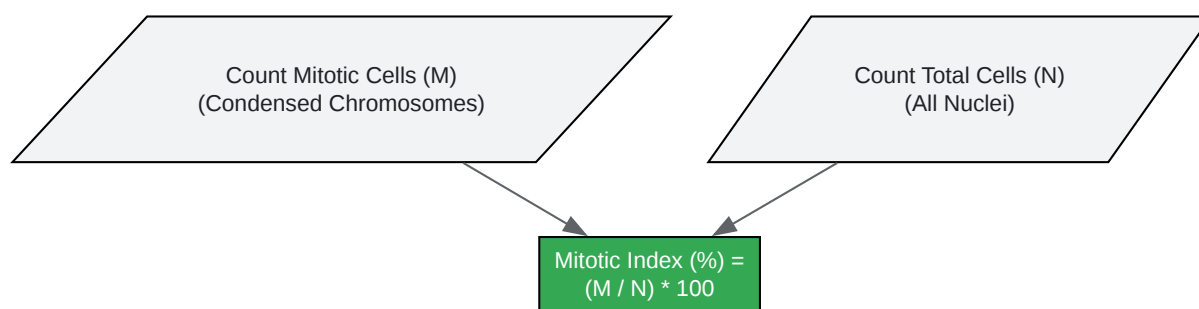 Count Mitotic Cells (M)
(Condensed Chromosomes)
Count Total Cells (N)
(All Nuclei)
Mitotic Index (%) =
(M / N) * 100